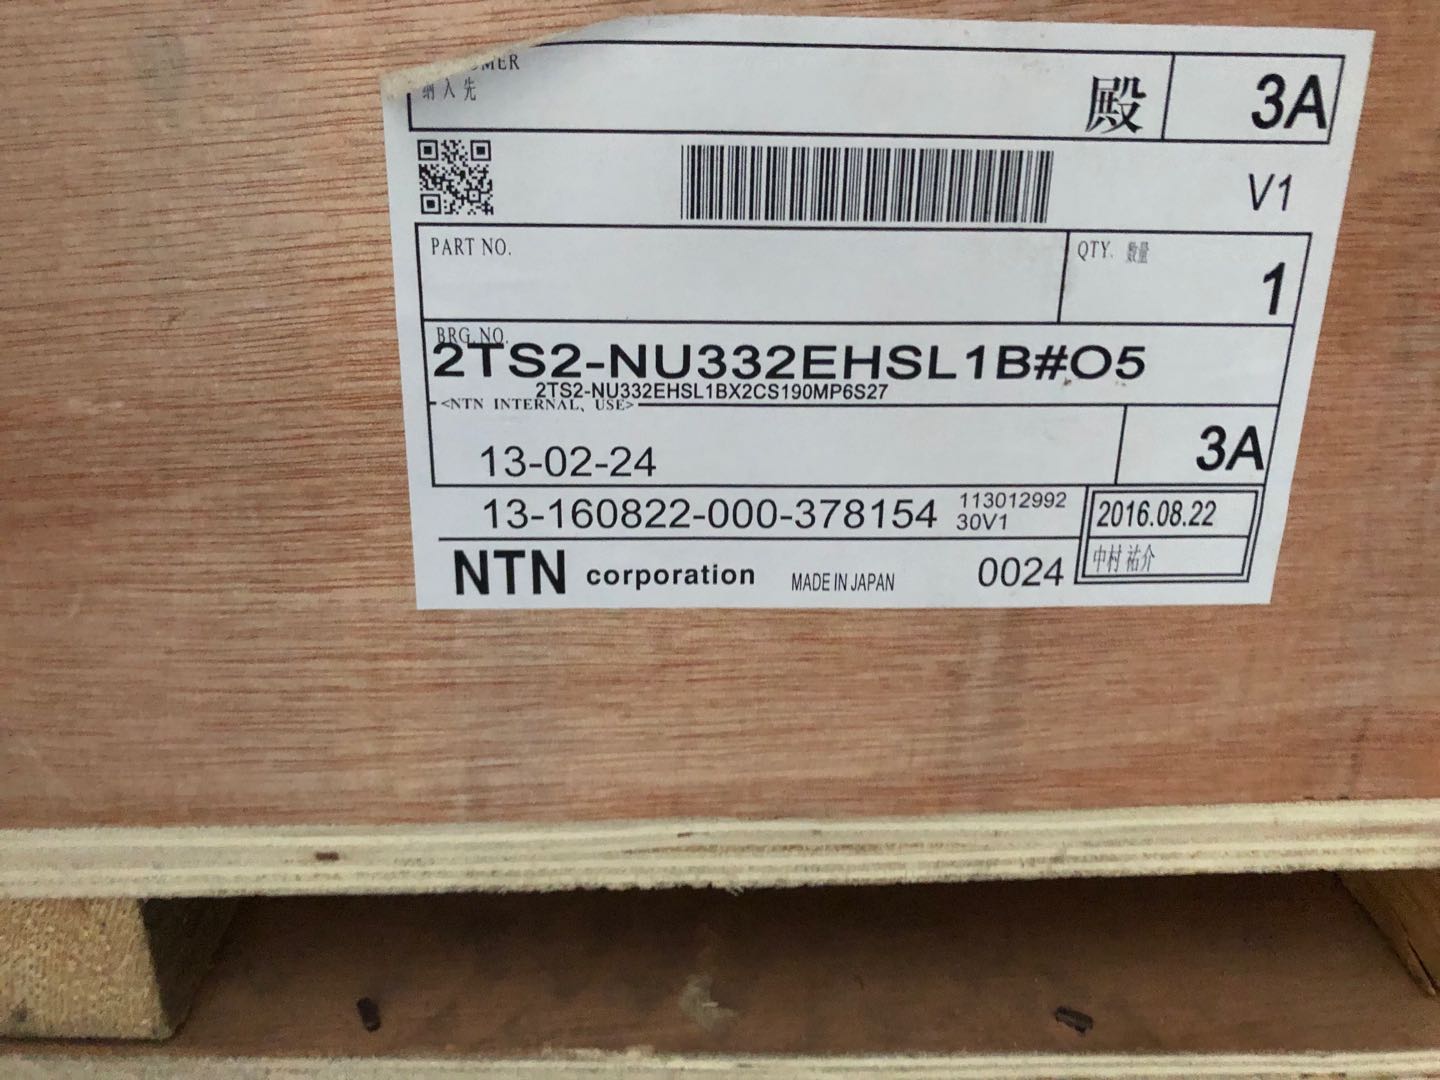 OMER
納入先
殿
3A
V1
PART NO.
QTY. 数量
1
BRG.NO.
2TS2-NU332EHSL1B#O5
2TS2-NU332EHSL1BX2CS190MP6S27
<NTN INTERNAL, USE>
13-02-24
3A
13-160822-000-378154
113012992
30V1
2016.08.22
中村 祐介
NTN corporation
MADE IN JAPAN
0024